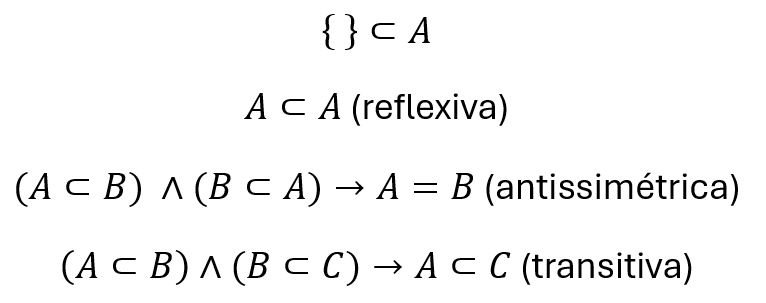 { } ⊂ A
A ⊂ A (reflexiva)
(A ⊂ B) ∧ (B ⊂ A) → A = B (antissimétrica)
(A ⊂ B) ∧ (B ⊂ C) → A ⊂ C (transitiva)